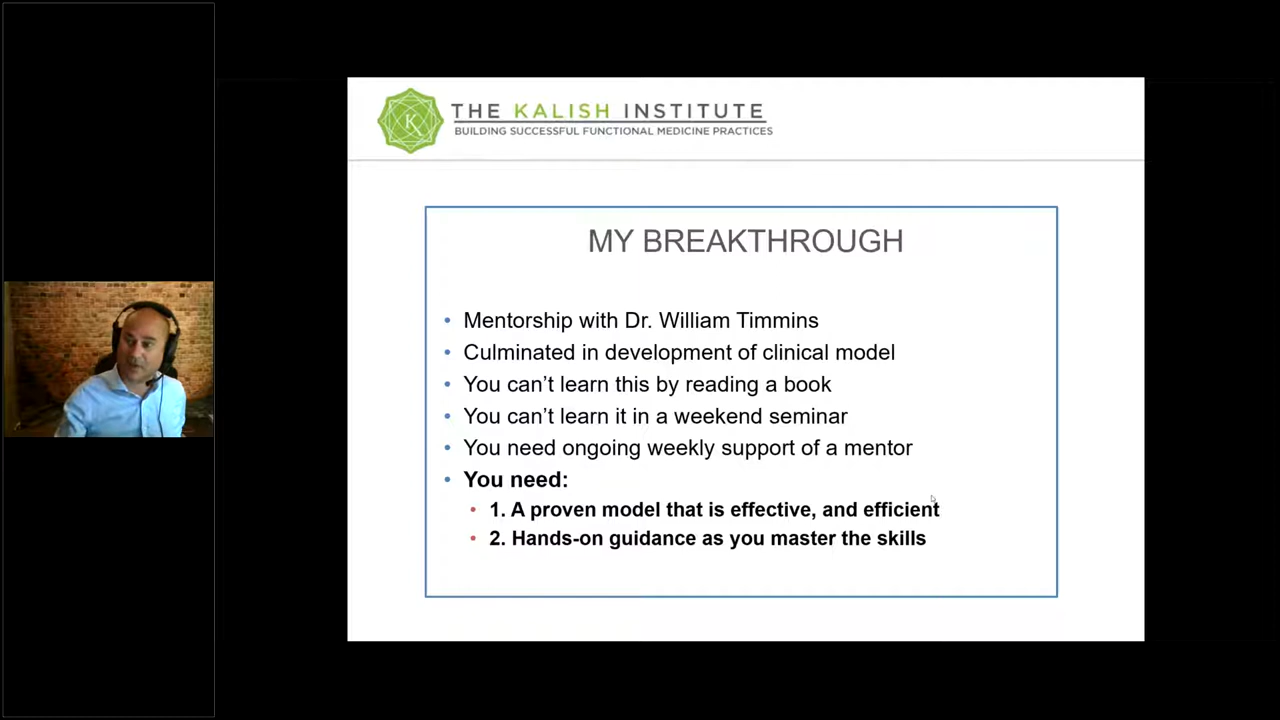 THE KALISH INSTITUTE
BUILDING SUCCESSFUL FUNCTIONAL MEDICINE PRACTICES
K
MY BREAKTHROUGH
• Mentorship with Dr. William Timmins
• Culminated in development of clinical model
• You can’t learn this by reading a book
• You can’t learn it in a weekend seminar
• You need ongoing weekly support of a mentor
• You need:
• 1. A proven model that is effective, and efficient
• 2. Hands-on guidance as you master the skills